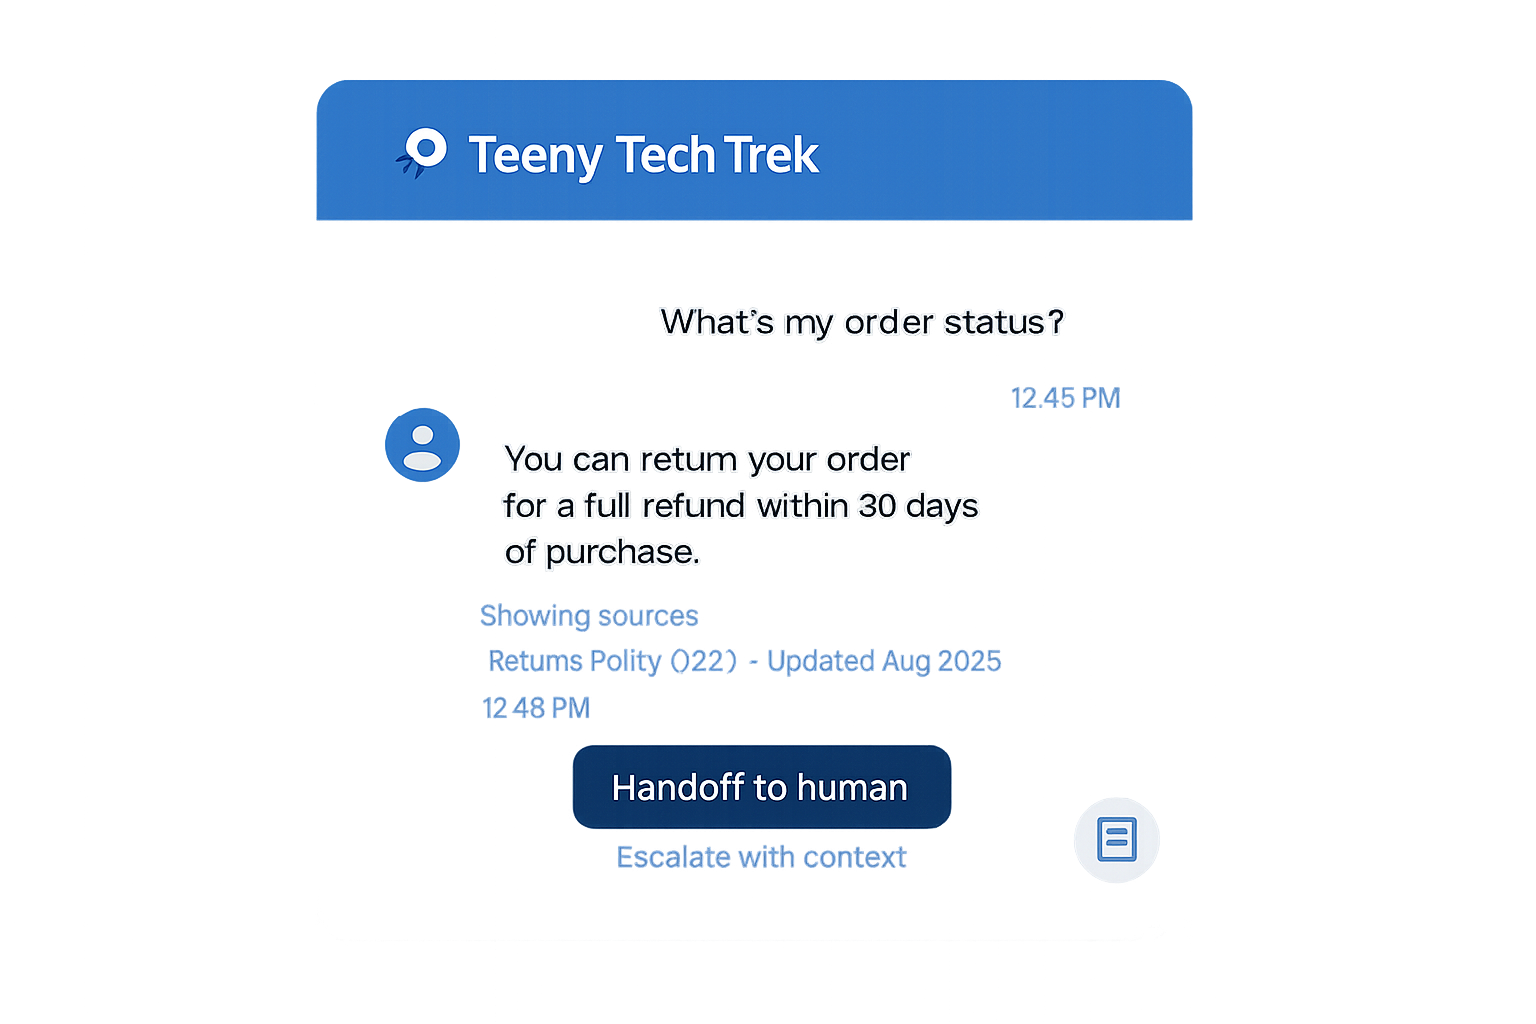 Teeny Tech Trek
What's my order status?
12.45 PM
You can retum your order
for a full refund within 30 days
of purchase.
Showing sources
Retums Polity ()22) - Updated Aug 2025
12 48 PM
Handoff to human
Escalate with context